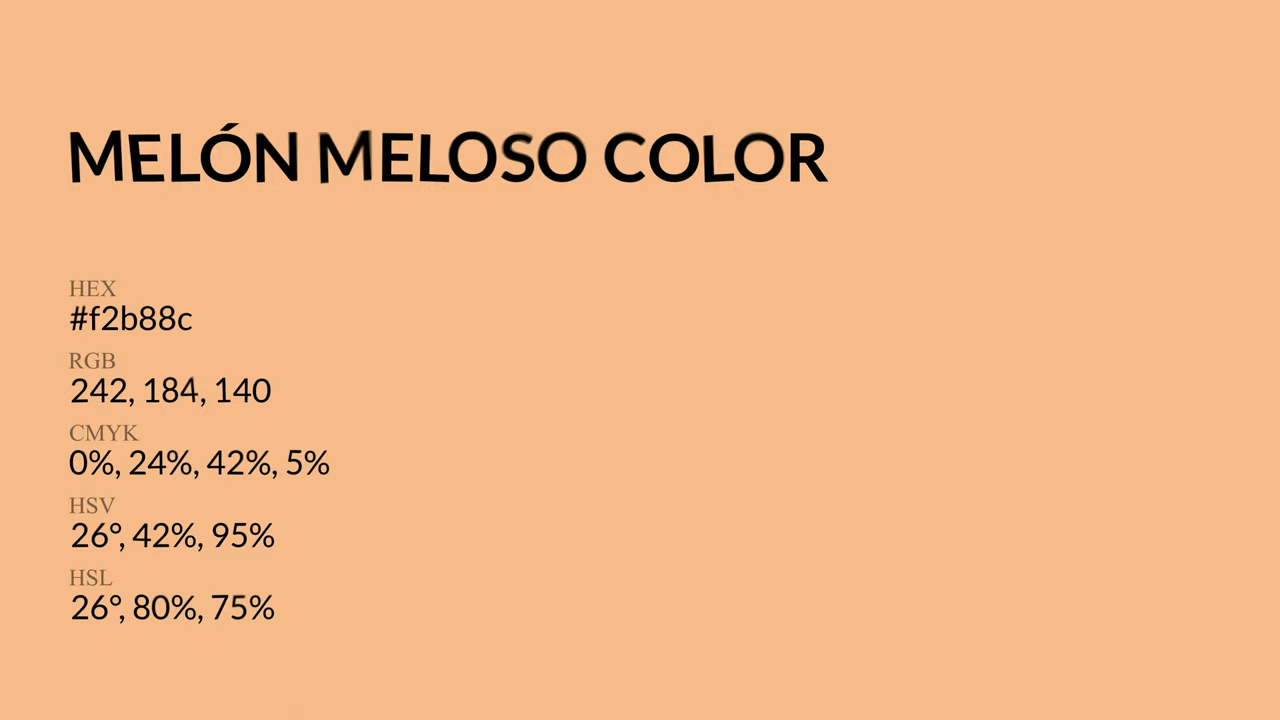 MELÓN MELOSO COLOR
HEX
#f2b88c
RGB
242, 184, 140
CMYK
0%, 24%, 42%, 5%
HSV
26°, 42%, 95%
HSL
26°, 80%, 75%